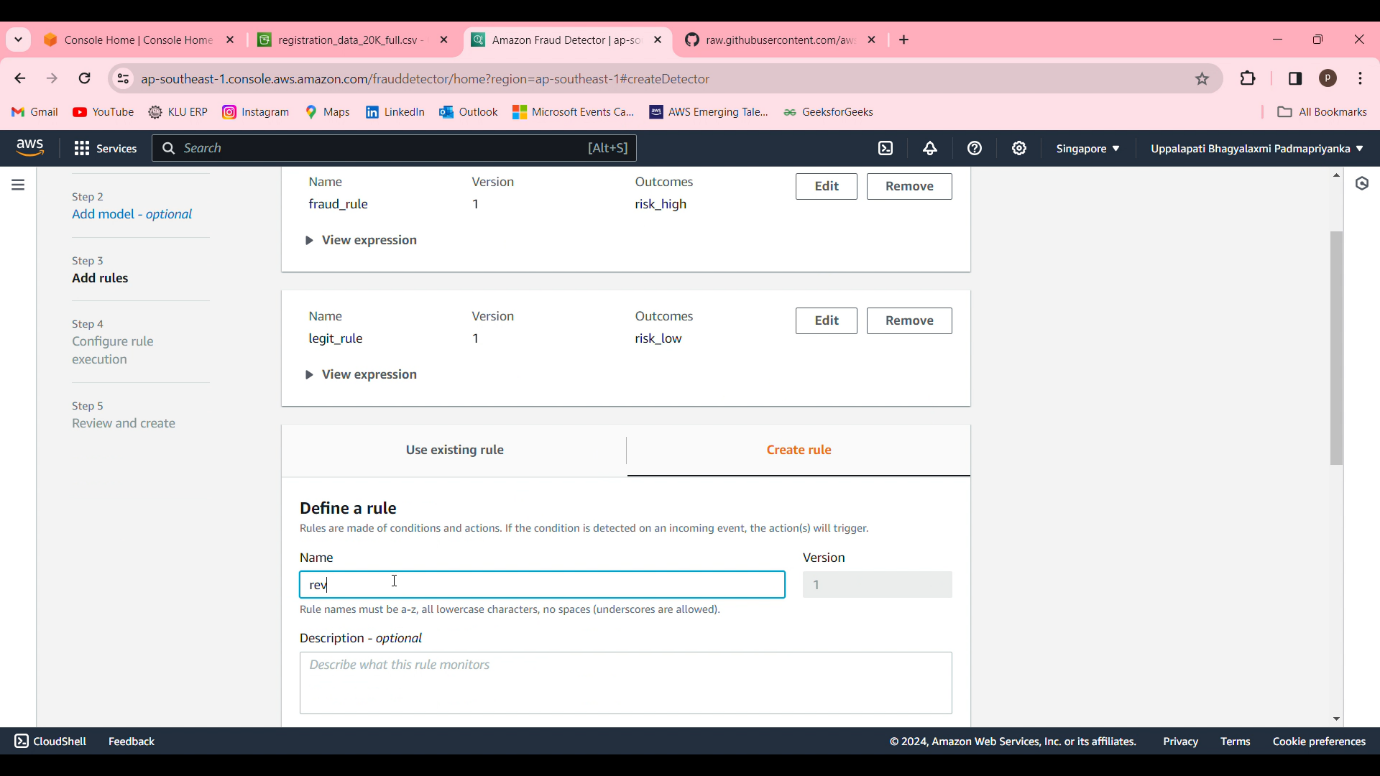 Console Home | Console Home
registration_data_20K_full.csv -
Amazon Fraud Detector | ap-so
raw.githubusercontent.com/aw
ap-southeast-1.console.aws.amazon.com/frauddetector/home?region=ap-southeast-1#createDetector
p
Gmail
YouTube
KLU ERP
Instagram
Maps
LinkedIn
Outlook
Microsoft Events Ca...
AWS Emerging Tale...
GeeksforGeeks
All Bookmarks
aws
Services
Search
[Alt+S]
Singapore
Uppalapati Bhagyalaxmi Padmapriyanka
Step 2
Add model - optional
Step 3
Add rules
Step 4
Configure rule
execution
Step 5
Review and create
Name Version Outcomes Edit Remove
fraud_rule 1 risk_high
View expression
Name Version Outcomes Edit Remove
legit_rule 1 risk_low
View expression
Use existing rule Create rule
Define a rule
Rules are made of conditions and actions. If the condition is detected on an incoming event, the action(s) will trigger.
Name Version
rev 1
Rule names must be a-z, all lowercase characters, no spaces (underscores are allowed).
Description - optional
Describe what this rule monitors
CloudShell Feedback © 2024, Amazon Web Services, Inc. or its affiliates. Privacy Terms Cookie preferences